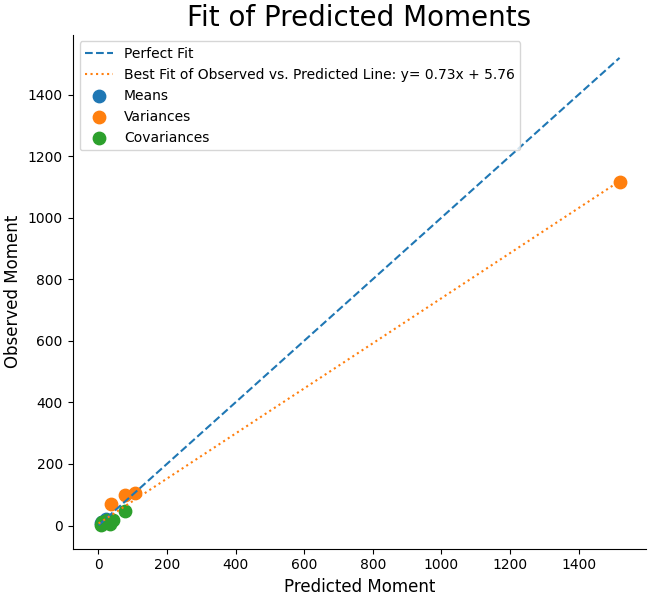 Fit of Predicted Moments
Perfect Fit
Best Fit of Observed vs. Predicted Line: y= 0.73x + 5.76
Means
Variances
Covariances
1400
1200
1000
800
600
400
200
0
Observed Moment
0 200 400 600 800 1000 1200 1400
Predicted Moment